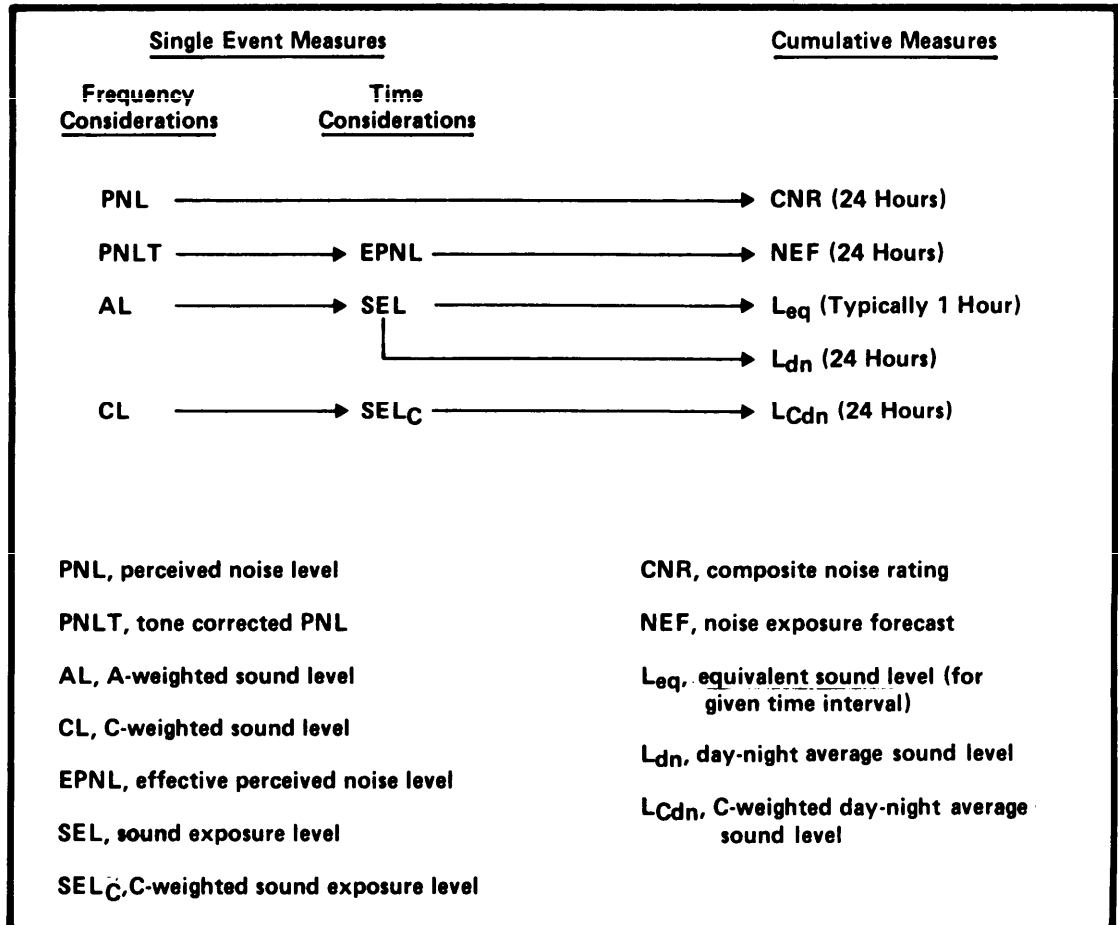 Single Event Measures Cumulative Measures
Frequency Time
Considerations Considerations
PNL CNR (24 Hours)
PNLT EPNL NEF (24 Hours)
AL SEL Leq (Typically 1 Hour)
Ldn (24 Hours)
CL SELC LCdn (24 Hours)
PNL, perceived noise level
PNLT, tone corrected PNL
AL, A-weighted sound level
CL, C-weighted sound level
EPNL, effective perceived noise level
SEL, sound exposure level
SELC,C-weighted sound exposure level
CNR, composite noise rating
NEF, noise exposure forecast
Leq, equivalent sound level (for
given time interval)
Ldn, day-night average sound level
LCdn, C-weighted day-night average
sound level